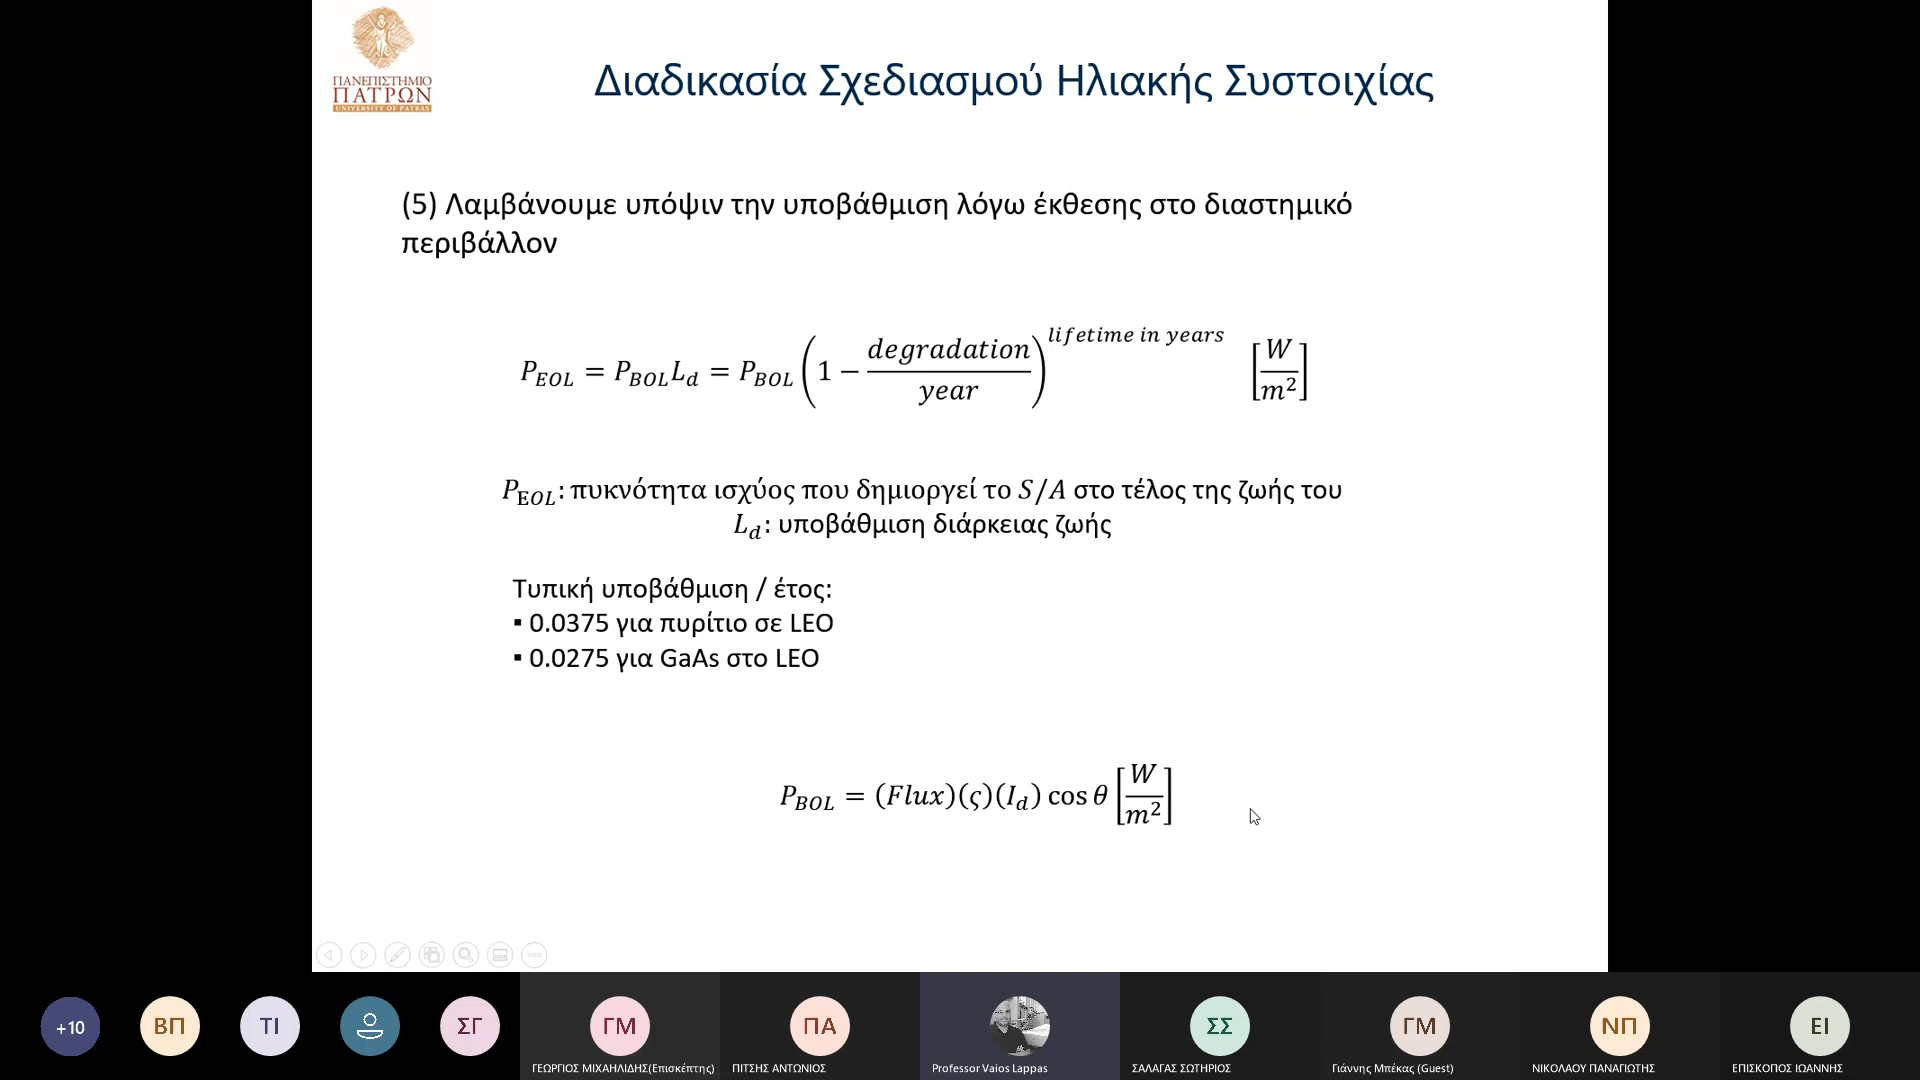 ΠΑΝΕΠΙΣΤΗΜΙΟ
ΠΑΤΡΩΝ
UNIVERSITY OF PATRAS
Διαδικασία Σχεδιασμού Ηλιακής Συστοιχίας
(5) Λαμβάνουμε υπόψιν την υποβάθμιση λόγω έκθεσης στο διαστημικό
περιβάλλον
P_EOL = P_BOL L_d = P_BOL (1 − degradation/year)^lifetime in years [W/m²]
P_EOL: πυκνότητα ισχύος που δημιοργεί το S/A στο τέλος της ζωής του
L_d: υποβάθμιση διάρκειας ζωής
Τυπική υποβάθμιση / έτος:
▪ 0.0375 για πυρίτιο σε LEO
▪ 0.0275 για GaAs στο LEO
P_BOL = (Flux)(ς)(I_d) cos θ [W/m²]
+10
ΒΠ
ΤΙ
ΣΓ
ΓΜ
ΠΑ
ΣΣ
ΓΜ
ΝΠ
ΕΙ
ΓΕΩΡΓΙΟΣ ΜΙΧΑΗΛΙΔΗΣ(Επισκέπτης)
ΠΙΤΣΗΣ ΑΝΤΩΝΙΟΣ
Professor Vaios Lappas
ΣΑΛΑΓΑΣ ΣΩΤΗΡΙΟΣ
Γιάννης Μπέκας (Guest)
ΝΙΚΟΛΑΟΥ ΠΑΝΑΓΙΩΤΗΣ
ΕΠΙΣΚΟΠΟΣ ΙΩΑΝΝΗΣ